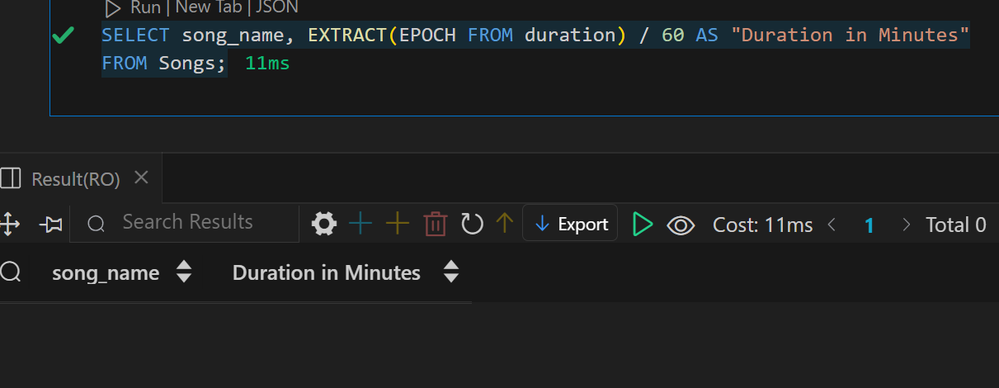 Run | New Tab | JSON
SELECT song_name, EXTRACT(EPOCH FROM duration) / 60 AS "Duration in Minutes"
FROM Songs; 11ms
Result(RO)
Search Results Export Cost: 11ms 1 Total 0
song_name Duration in Minutes